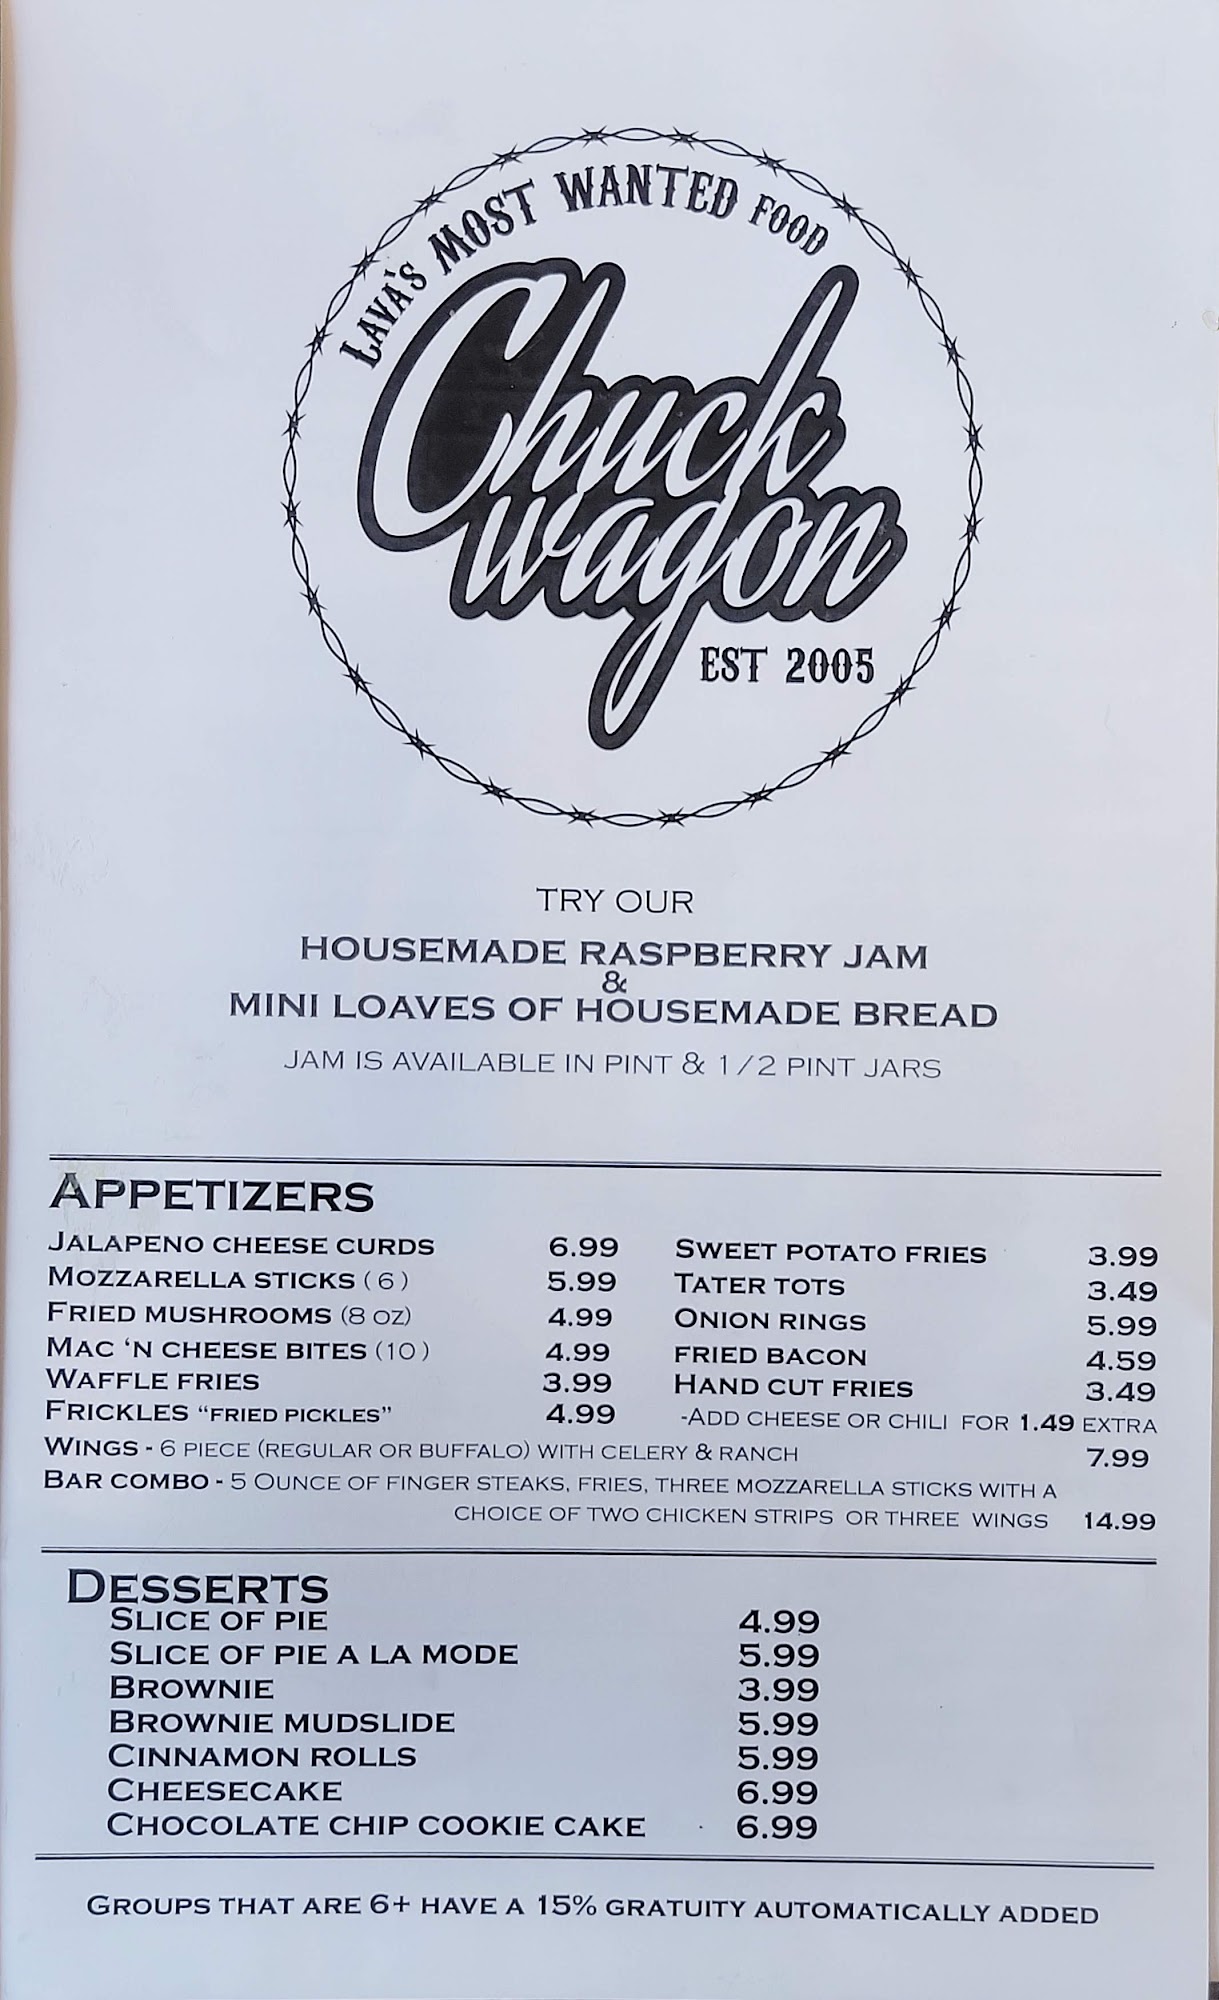 LAVA'S MOST WANTED FOOD
Chuck
wagon
EST 2005
TRY OUR
HOUSEMADE RASPBERRY JAM
&
MINI LOAVES OF HOUSEMADE BREAD
JAM IS AVAILABLE IN PINT & 1/2 PINT JARS
APPETIZERS
JALAPENO CHEESE CURDS 6.99
MOZZARELLA STICKS (6) 5.99
FRIED MUSHROOMS (8 OZ) 4.99
MAC 'N CHEESE BITES (10) 4.99
WAFFLE FRIES 3.99
FRICKLES "FRIED PICKLES" 4.99
SWEET POTATO FRIES 3.99
TATER TOTS 3.49
ONION RINGS 5.99
FRIED BACON 4.59
HAND CUT FRIES 3.49
-ADD CHEESE OR CHILI FOR 1.49 EXTRA
WINGS - 6 PIECE (REGULAR OR BUFFALO) WITH CELERY & RANCH 7.99
BAR COMBO - 5 OUNCE OF FINGER STEAKS, FRIES, THREE MOZZARELLA STICKS WITH A
CHOICE OF TWO CHICKEN STRIPS OR THREE WINGS 14.99
DESSERTS
SLICE OF PIE 4.99
SLICE OF PIE A LA MODE 5.99
BROWNIE 3.99
BROWNIE MUDSLIDE 5.99
CINNAMON ROLLS 5.99
CHEESECAKE 6.99
CHOCOLATE CHIP COOKIE CAKE 6.99
GROUPS THAT ARE 6+ HAVE A 15% GRATUITY AUTOMATICALLY ADDED